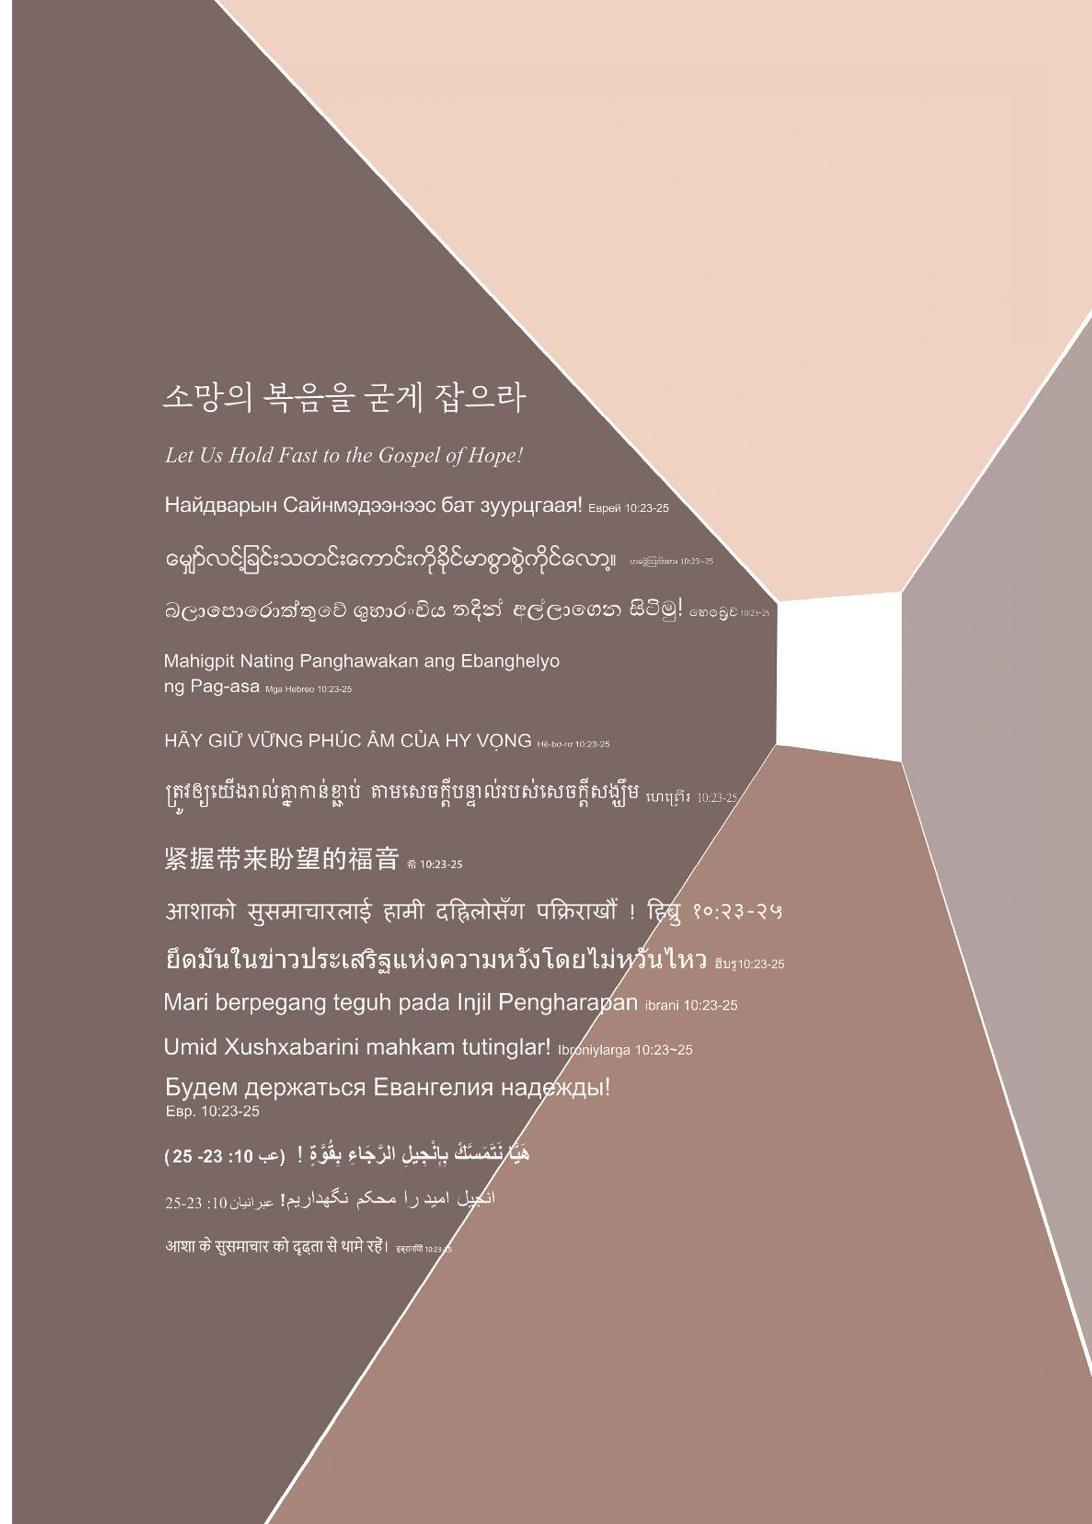 소망의 복음을 굳게 잡으라
Let Us Hold Fast to the Gospel of Hope!
Найдварын Сайнмэдээнээс бат зуурцгаая! Еврей 10:23-25
မျှော်လင့်ခြင်းသတင်းကောင်းကိုခိုင်မာစွာစွဲကိုင်လော့။ 10:23~25
බලාපොරොත්තුවේ ශුභාරංචිය තදින් අල්ලාගෙන සිටිමු! හෙබ්‍රෙව් 10:23-25
Mahigpit Nating Panghawakan ang Ebanghelyo
ng Pag-asa Mga Hebreo 10:23-25
HÃY GIỮ VỮNG PHÚC ÂM CỦA HY VỌNG Hê-bơ-rơ 10:23-25
ត្រូវឲ្យយើងរាល់គ្នាកាន់ខ្ជាប់ តាមសេចក្ដីបន្ទាល់របស់សេចក្ដីសង្ឃឹម ហេព្រើរ 10:23-25
紧握带来盼望的福音 希 10:23-25
आशाको सुसमाचारलाई हामी दह्रिलोसँग पक्रिराखौं ! हिब्रु १०:२३-२५
ยึดมั่นในข่าวประเสริฐแห่งความหวังโดยไม่หวั่นไหว ฮีบรู10:23-25
Mari berpegang teguh pada Injil Pengharapan ibrani 10:23-25
Umid Xushxabarini mahkam tutinglar! Ibroniylarga 10:23~25
Будем держаться Евангелия надежды!
Евр. 10:23-25
هَيَّا نَتَمَسَّكْ بِإِنْجِيلِ الرَّجَاءِ بِقُوَّةٍ ! (عب 10: 23- 25)
انجیل امید را محکم نگهداریم! عبرانیان 10: 23-25
आशा के सुसमाचार को दृढ़ता से थामे रहें। इब्रानियों 10:23-25